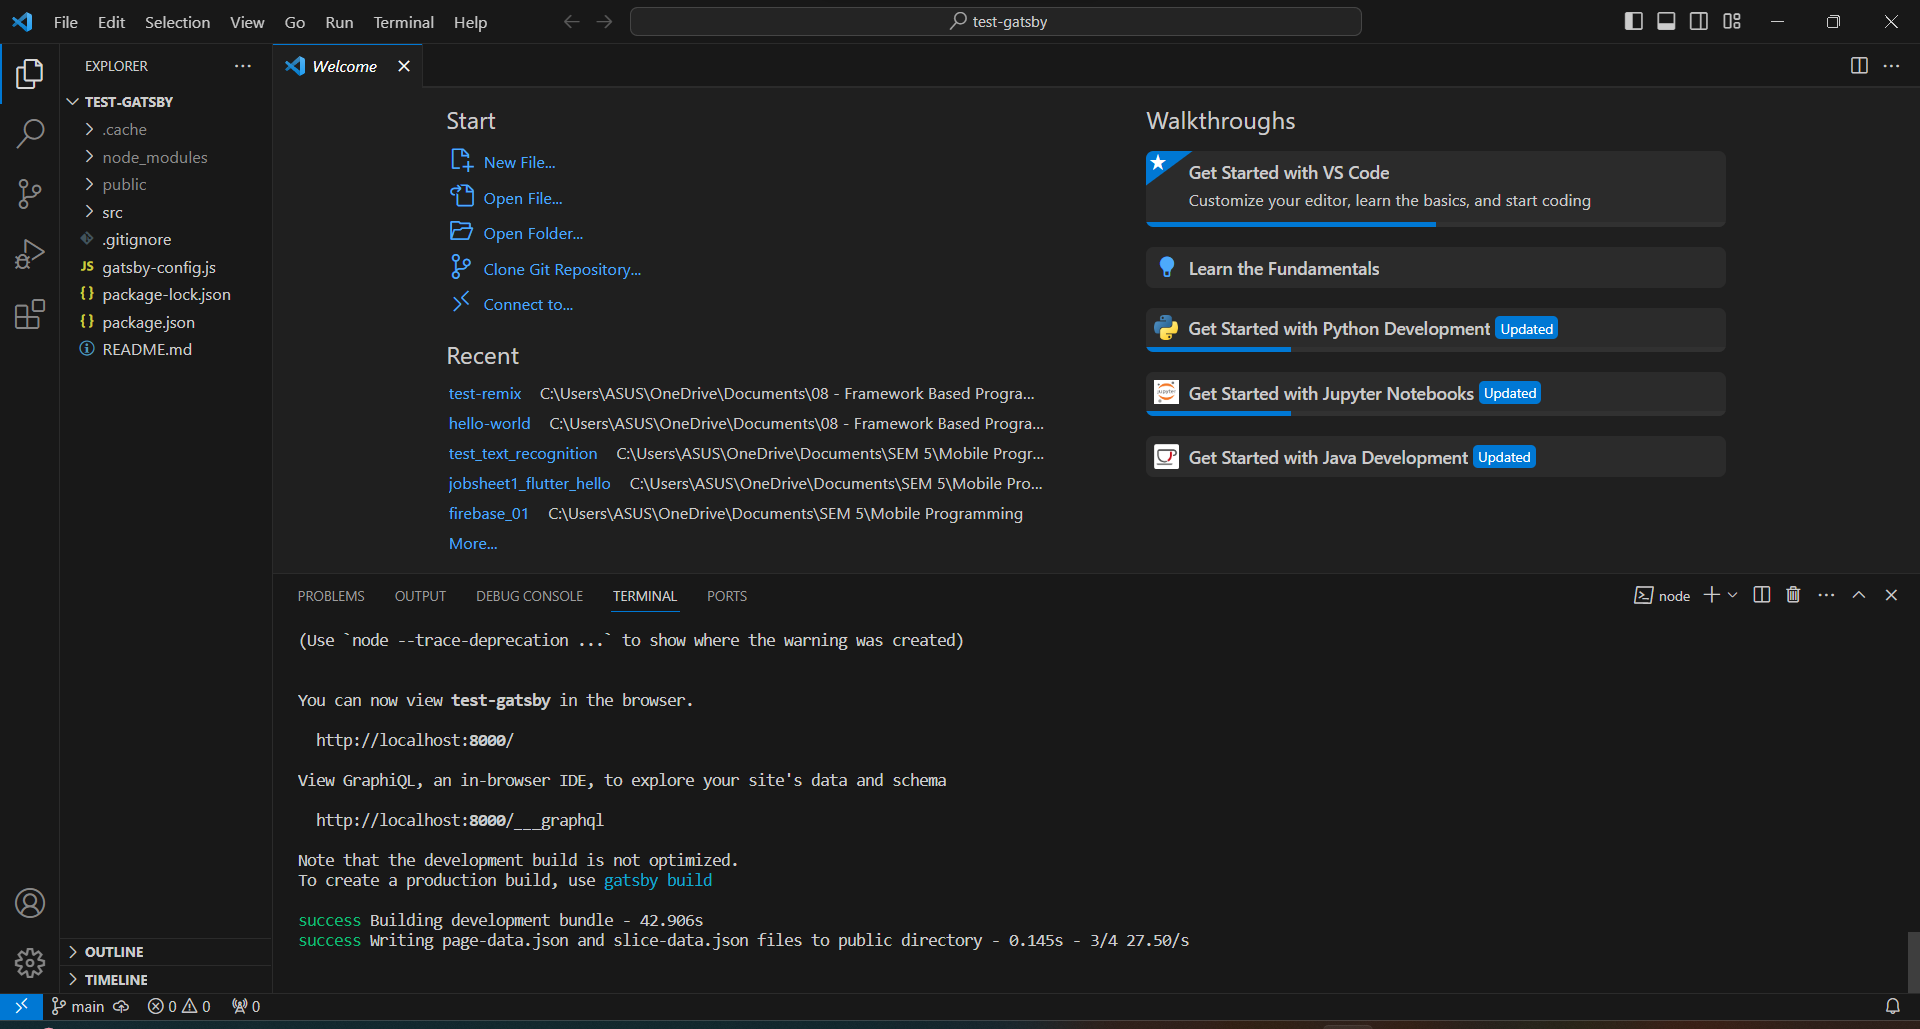 File Edit Selection View Go Run Terminal Help
test-gatsby
EXPLORER
TEST-GATSBY
.cache
node_modules
public
src
.gitignore
JS gatsby-config.js
{} package-lock.json
{} package.json
README.md
OUTLINE
TIMELINE
Welcome
Start
New File...
Open File...
Open Folder...
Clone Git Repository...
Connect to...
Recent
test-remix C:\Users\ASUS\OneDrive\Documents\08 - Framework Based Progra...
hello-world C:\Users\ASUS\OneDrive\Documents\08 - Framework Based Progra...
test_text_recognition C:\Users\ASUS\OneDrive\Documents\SEM 5\Mobile Progr...
jobsheet1_flutter_hello C:\Users\ASUS\OneDrive\Documents\SEM 5\Mobile Pro...
firebase_01 C:\Users\ASUS\OneDrive\Documents\SEM 5\Mobile Programming
More...
Walkthroughs
Get Started with VS Code
Customize your editor, learn the basics, and start coding
Learn the Fundamentals
Get Started with Python Development Updated
Get Started with Jupyter Notebooks Updated
Get Started with Java Development Updated
PROBLEMS OUTPUT DEBUG CONSOLE TERMINAL PORTS
node
(Use `node --trace-deprecation ...` to show where the warning was created)
You can now view test-gatsby in the browser.
http://localhost:8000/
View GraphiQL, an in-browser IDE, to explore your site's data and schema
http://localhost:8000/___graphql
Note that the development build is not optimized.
To create a production build, use gatsby build
success Building development bundle - 42.906s
success Writing page-data.json and slice-data.json files to public directory - 0.145s - 3/4 27.50/s
main 0 0 0